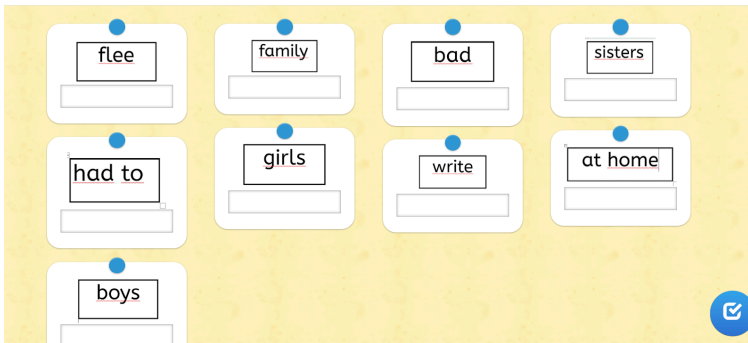 flee
family
bad
sisters
had to
girls
write
at home
boys